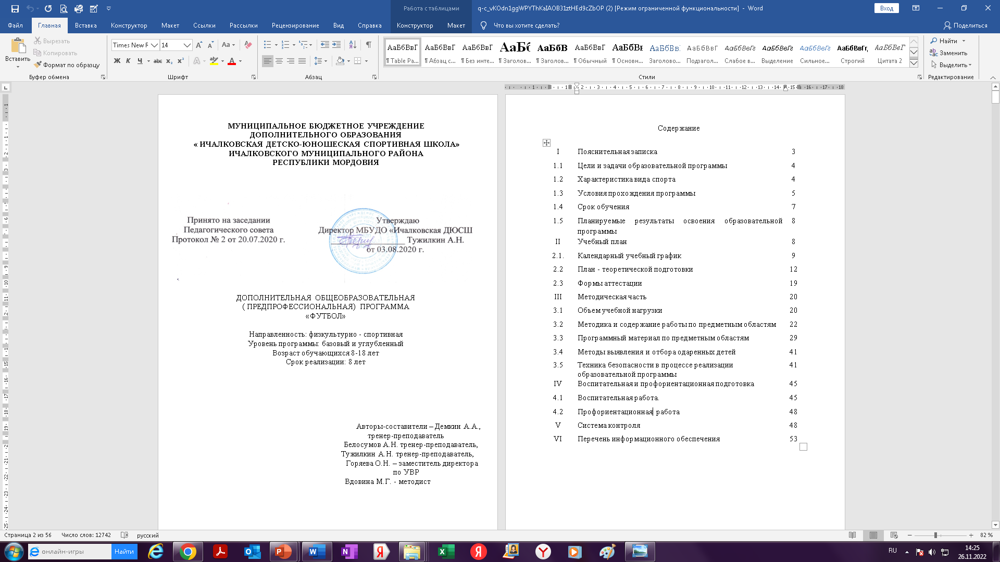 Работа с таблицами
q-c_vKOdn1ggWPYThKaIAOB31ztHEd9cZbOP (2) [Режим ограниченной функциональности] - Word
Вход
Файл Главная Вставка Конструктор Макет Ссылки Рассылки Рецензирование Вид Справка Конструктор Макет Что вы хотите сделать? Поделиться
Вставить
Вырезать
Копировать
Формат по образцу
Буфер обмена
Times New F 14
Ж К Ч abc x₂ x²
Шрифт
Абзац
АаБбВвГ АаБбВвГ АаБбВвГ АаБб АаБбВ АаБбВвГ АаБбВв АаБбВв. АаБбВвГ АаБбВвГг АаБбВвГг АаБбВвГг АаБбВвГг, АаБбВвГ
¶ Table Pa... ¶ Абзац с... ¶ Без инте... ¶ Заголов... ¶ Заголов... ¶ Обычный ¶ Основн... Заголово... Подзагол... Слабое в... Выделение Сильное... Строгий Цитата 2
Стили
Найти
Заменить
Выделить
Редактирование
МУНИЦИПАЛЬНОЕ БЮДЖЕТНОЕ УЧРЕЖДЕНИЕ
ДОПОЛНИТЕЛЬНОГО ОБРАЗОВАНИЯ
« ИЧАЛКОВСКАЯ ДЕТСКО-ЮНОШЕСКАЯ СПОРТИВНАЯ ШКОЛА»
ИЧАЛКОВСКОГО МУНИЦИПАЛЬНОГО РАЙОНА
РЕСПУБЛИКИ МОРДОВИЯ
Принято на заседании
Педагогического совета
Протокол № 2 от 20.07.2020 г.
Утверждаю
Директор МБУДО «Ичалковская ДЮСШ
Тужилкин А.Н.
от 03.08.2020 г.
ДОПОЛНИТЕЛЬНАЯ ОБЩЕОБРАЗОВАТЕЛЬНАЯ
( ПРЕДПРОФЕССИОНАЛЬНАЯ) ПРОГРАММА
«ФУТБОЛ»
Направленность: физкультурно - спортивная
Уровень программы: базовый и углубленный
Возраст обучающихся 8-18 лет
Срок реализации: 8 лет
Авторы-составители – Демкин А.А.,
тренер-преподаватель
Белосумов А.Н. тренер-преподаватель,
Тужилкин А.Н. тренер-преподаватель,
Горяева О.Н. – заместитель директора
по УВР
Вдовина М.Г. - методист
Содержание
I Пояснительная записка 3
1.1 Цели и задачи образовательной программы 4
1.2 Характеристика вида спорта 4
1.3 Условия прохождения программы 5
1.4 Срок обучения 7
1.5 Планируемые результаты освоения образовательной 8
программы
II Учебный план 8
2.1. Календарный учебный график 9
2.2 План - теоретической подготовки 12
2.3 Формы аттестации 19
III Методическая часть 20
3.1 Объем учебной нагрузки 20
3.2 Методика и содержание работы по предметным областям 22
3.3 Программный материал по предметным областям 29
3.4 Методы выявления и отбора одаренных детей 41
3.5 Техника безопасности в процессе реализации 41
образовательной программы
IV Воспитательная и профориентационная подготовка 45
4.1 Воспитательная работа. 45
4.2 Профориентационная работа 48
V Система контроля 48
VI Перечень информационного обеспечения 53
Страница 2 из 56 Число слов: 12742 русский 82 %
онлайн-игры Найти
RU 14:25
26.11.2022